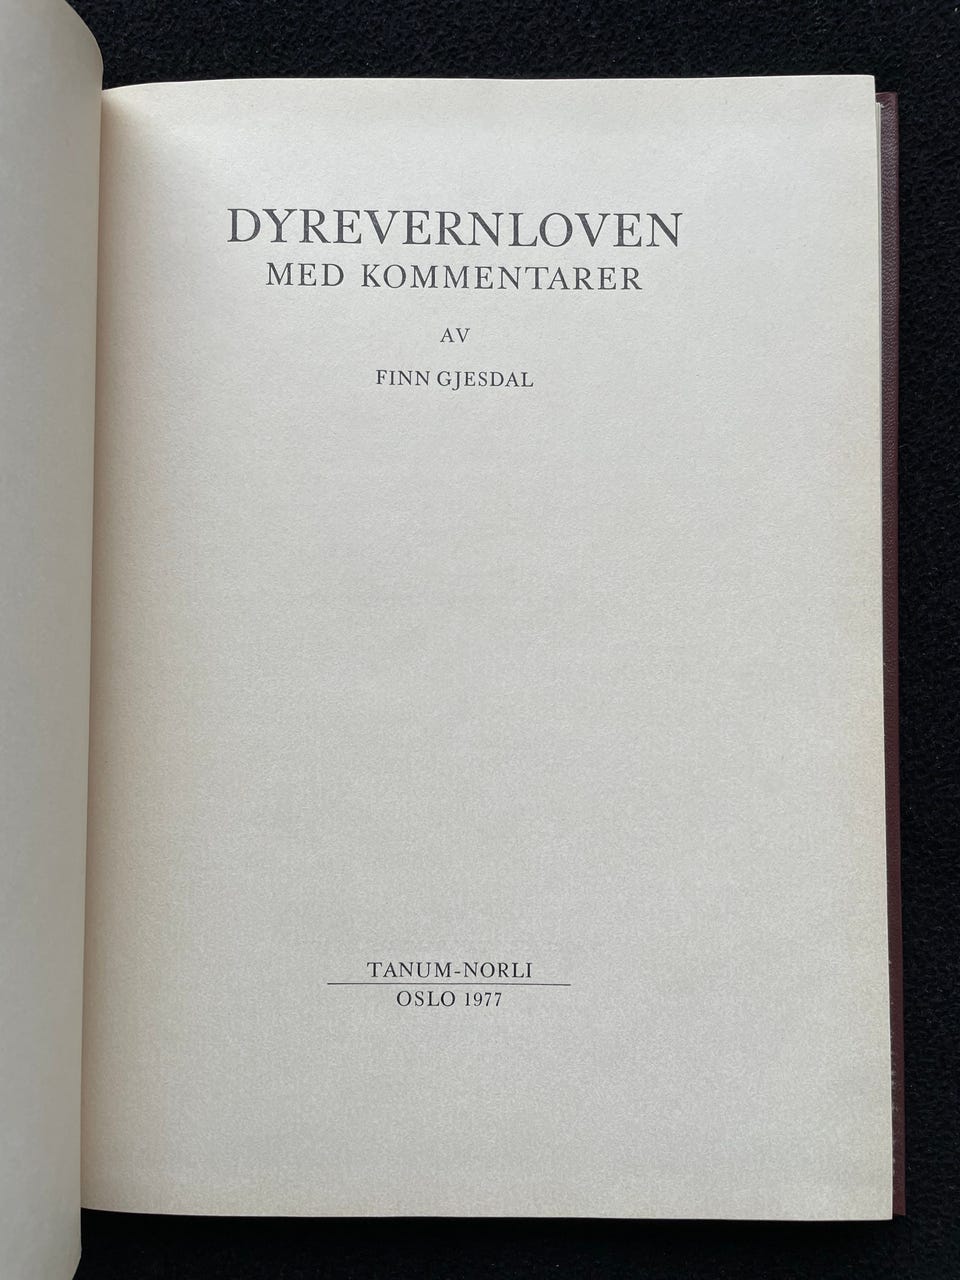 DYREVERNLOVEN
MED KOMMENTARER
AV
FINN GJESDAL
TANUM-NORLI
OSLO 1977